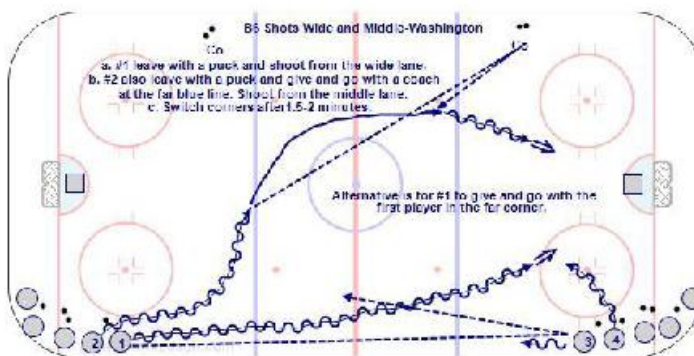 B6 Shots Wide and Middle-Washington
Co
Co
a. #1 leave with a puck and shoot from the wide lane.
b. #2 also leave with a puck and give and go with a coach
at the far blue line. Shoot from the middle lane.
c. Switch corners after 1.5-2 minutes.
Alternative is for #1 to give and go with the
first player in the far corner.
2
1
3
4